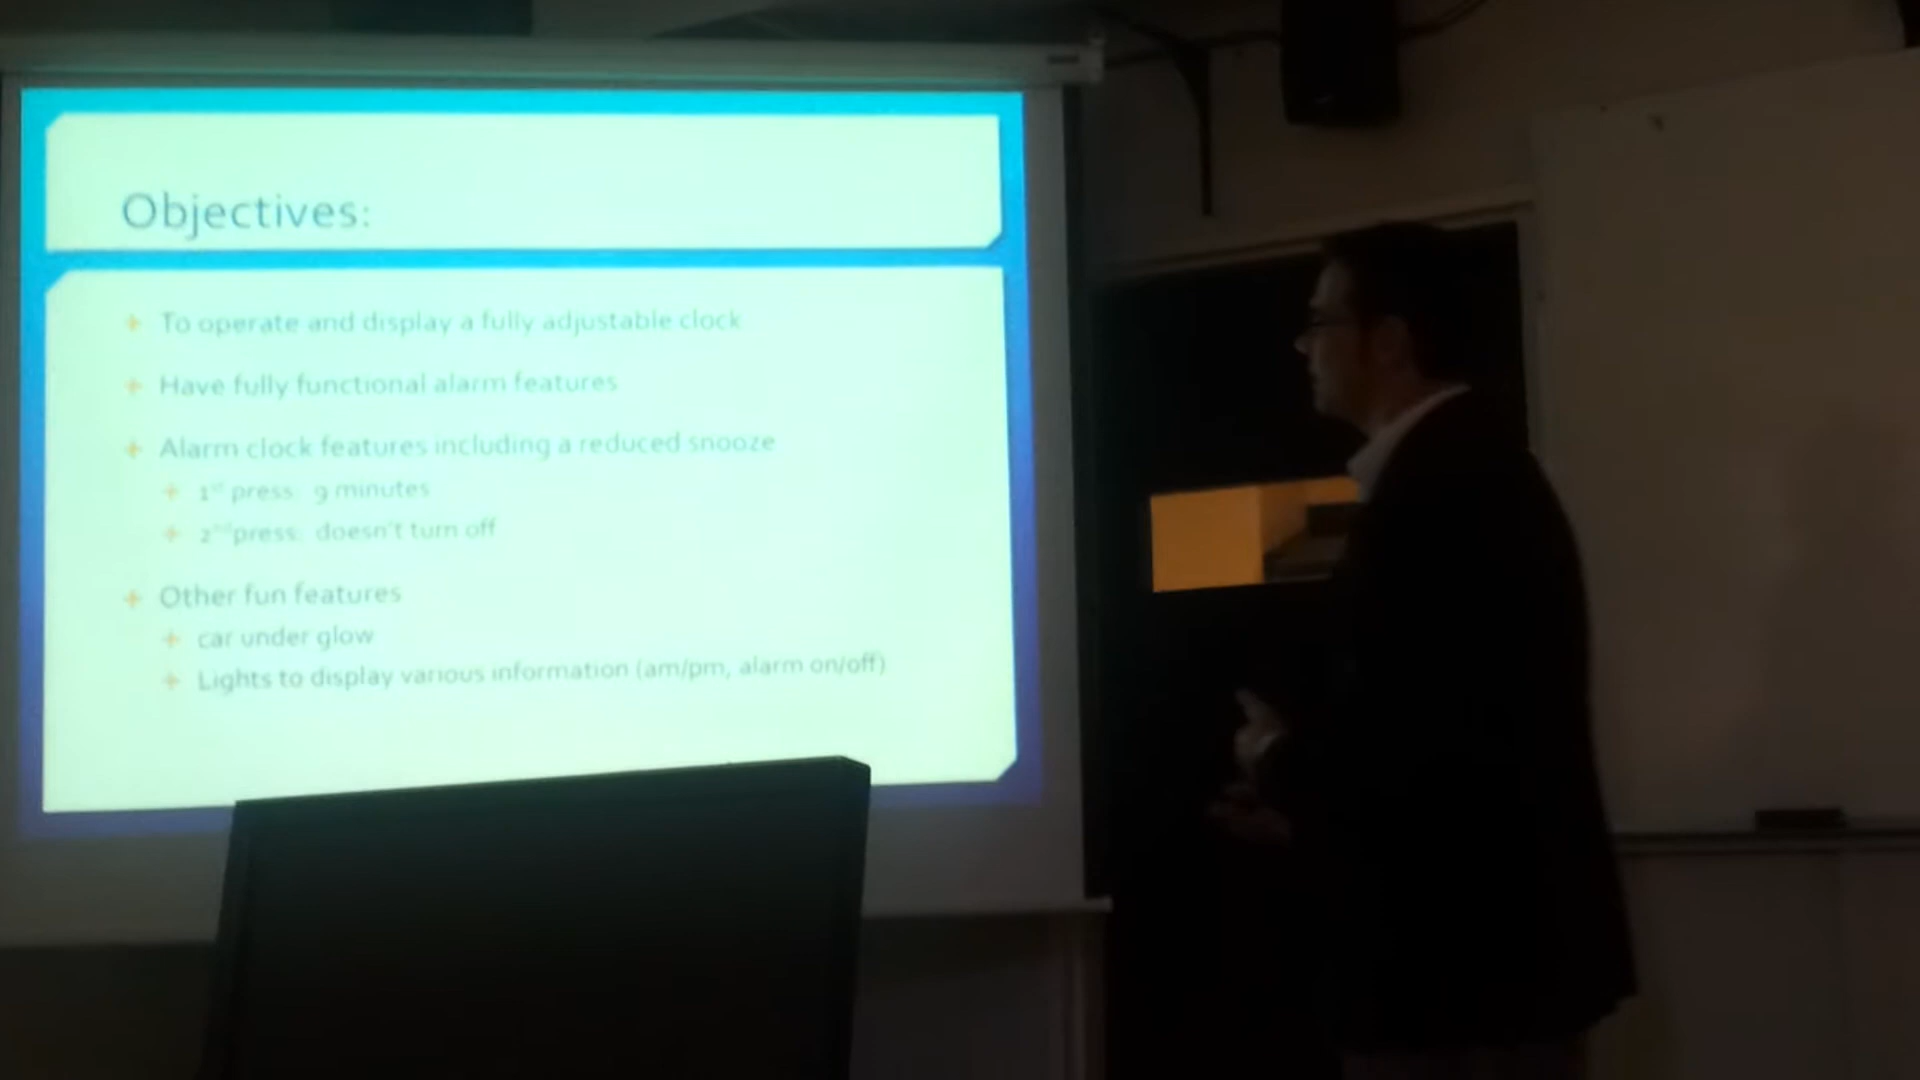 Objectives:
To operate and display a fully adjustable clock
Have fully functional alarm features
Alarm clock features including a reduced snooze
1st press: 9 minutes
2nd press: doesn't turn off
Other fun features
car under glow
Lights to display various information (am/pm, alarm on/off)